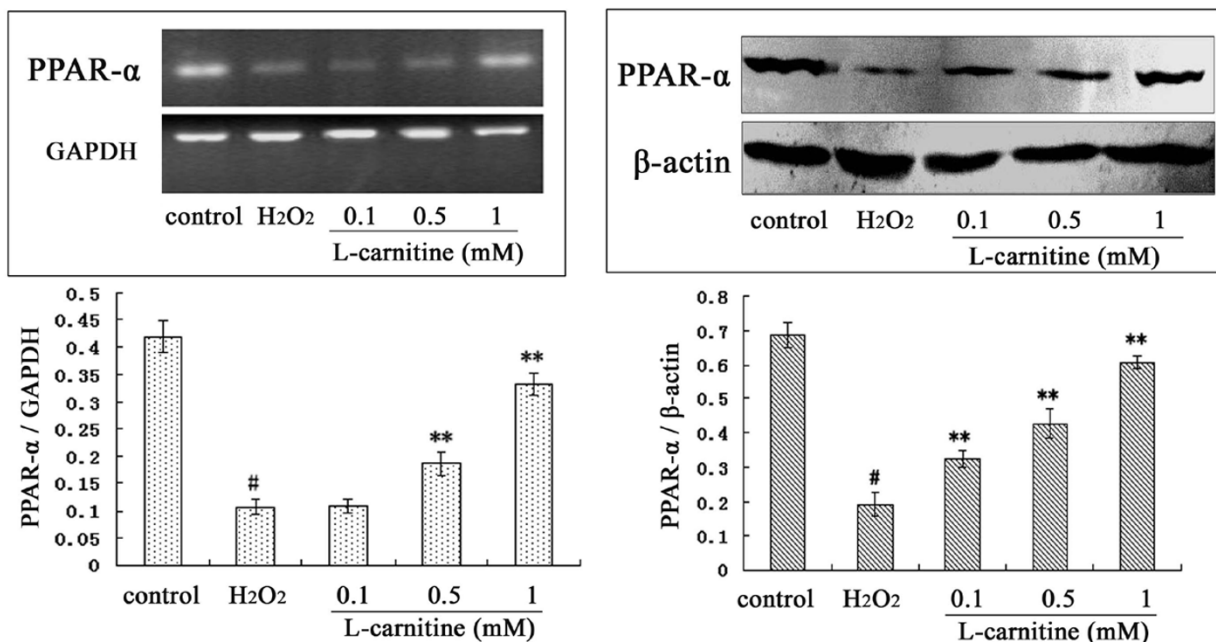 PPAR-α
GAPDH
control H2O2 0.1 0.5 1
L-carnitine (mM)
PPAR-α
β-actin
control H2O2 0.1 0.5 1
L-carnitine (mM)
PPAR-α / GAPDH
0.5
0.45
0.4
0.35
0.3
0.25
0.2
0.15
0.1
0.05
0
#
**
**
control H2O2 0.1 0.5 1
L-carnitine (mM)
PPAR-α / β-actin
0.8
0.7
0.6
0.5
0.4
0.3
0.2
0.1
0
#
**
**
**
control H2O2 0.1 0.5 1
L-carnitine (mM)